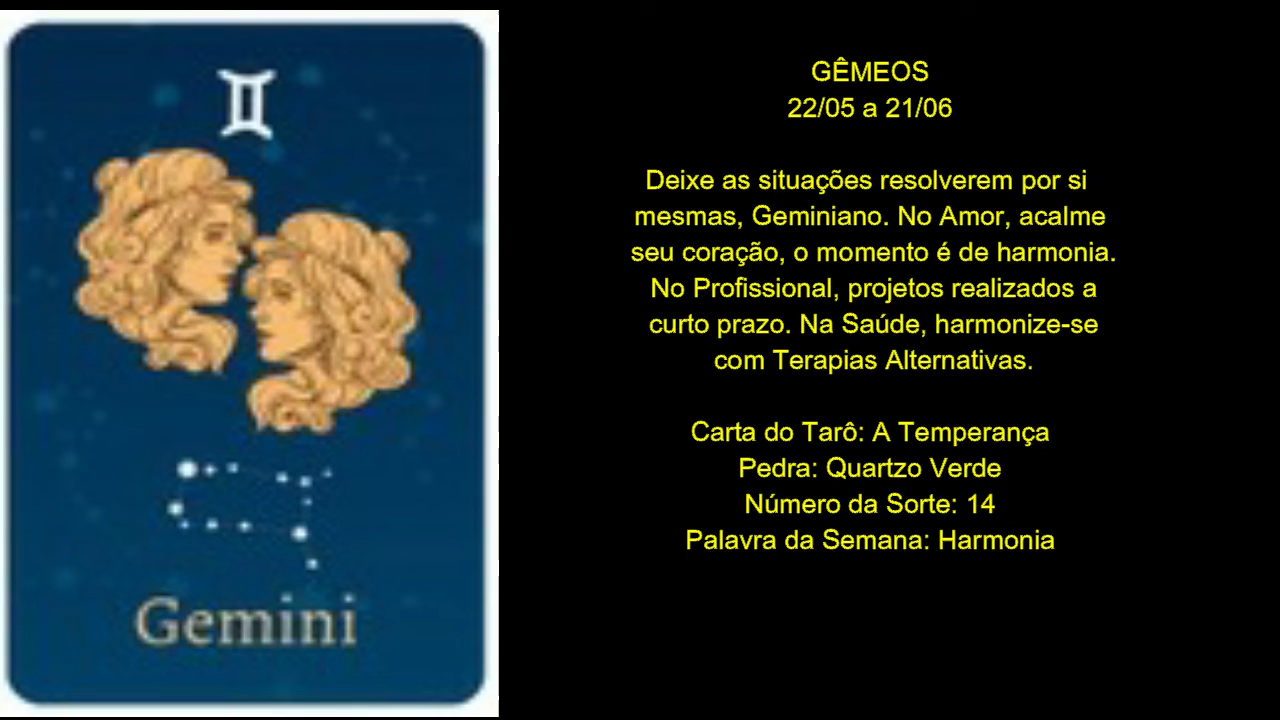 ♊
Gemini
GÊMEOS
22/05 a 21/06
Deixe as situações resolverem por si
mesmas, Geminiano. No Amor, acalme
seu coração, o momento é de harmonia.
No Profissional, projetos realizados a
curto prazo. Na Saúde, harmonize-se
com Terapias Alternativas.
Carta do Tarô: A Temperança
Pedra: Quartzo Verde
Número da Sorte: 14
Palavra da Semana: Harmonia